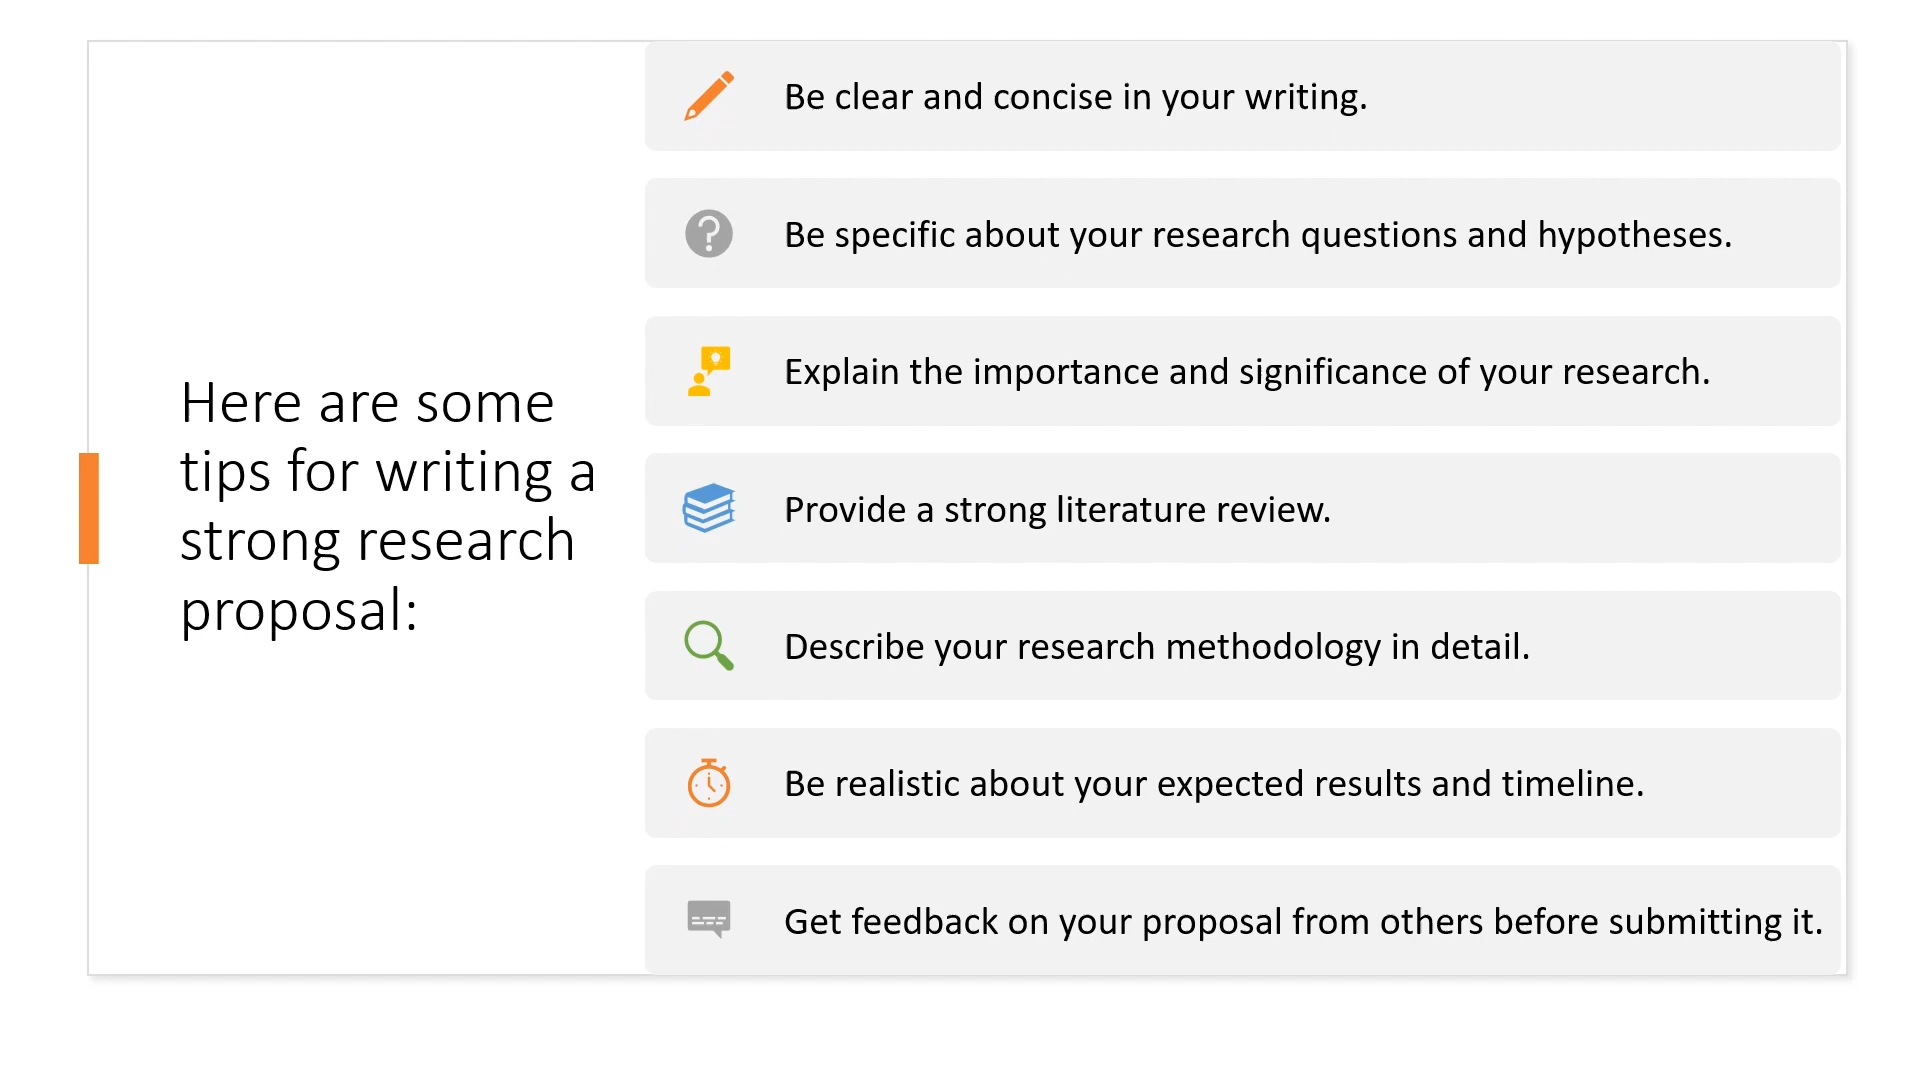 Here are some
tips for writing a
strong research
proposal:
Be clear and concise in your writing.
Be specific about your research questions and hypotheses.
Explain the importance and significance of your research.
Provide a strong literature review.
Describe your research methodology in detail.
Be realistic about your expected results and timeline.
Get feedback on your proposal from others before submitting it.